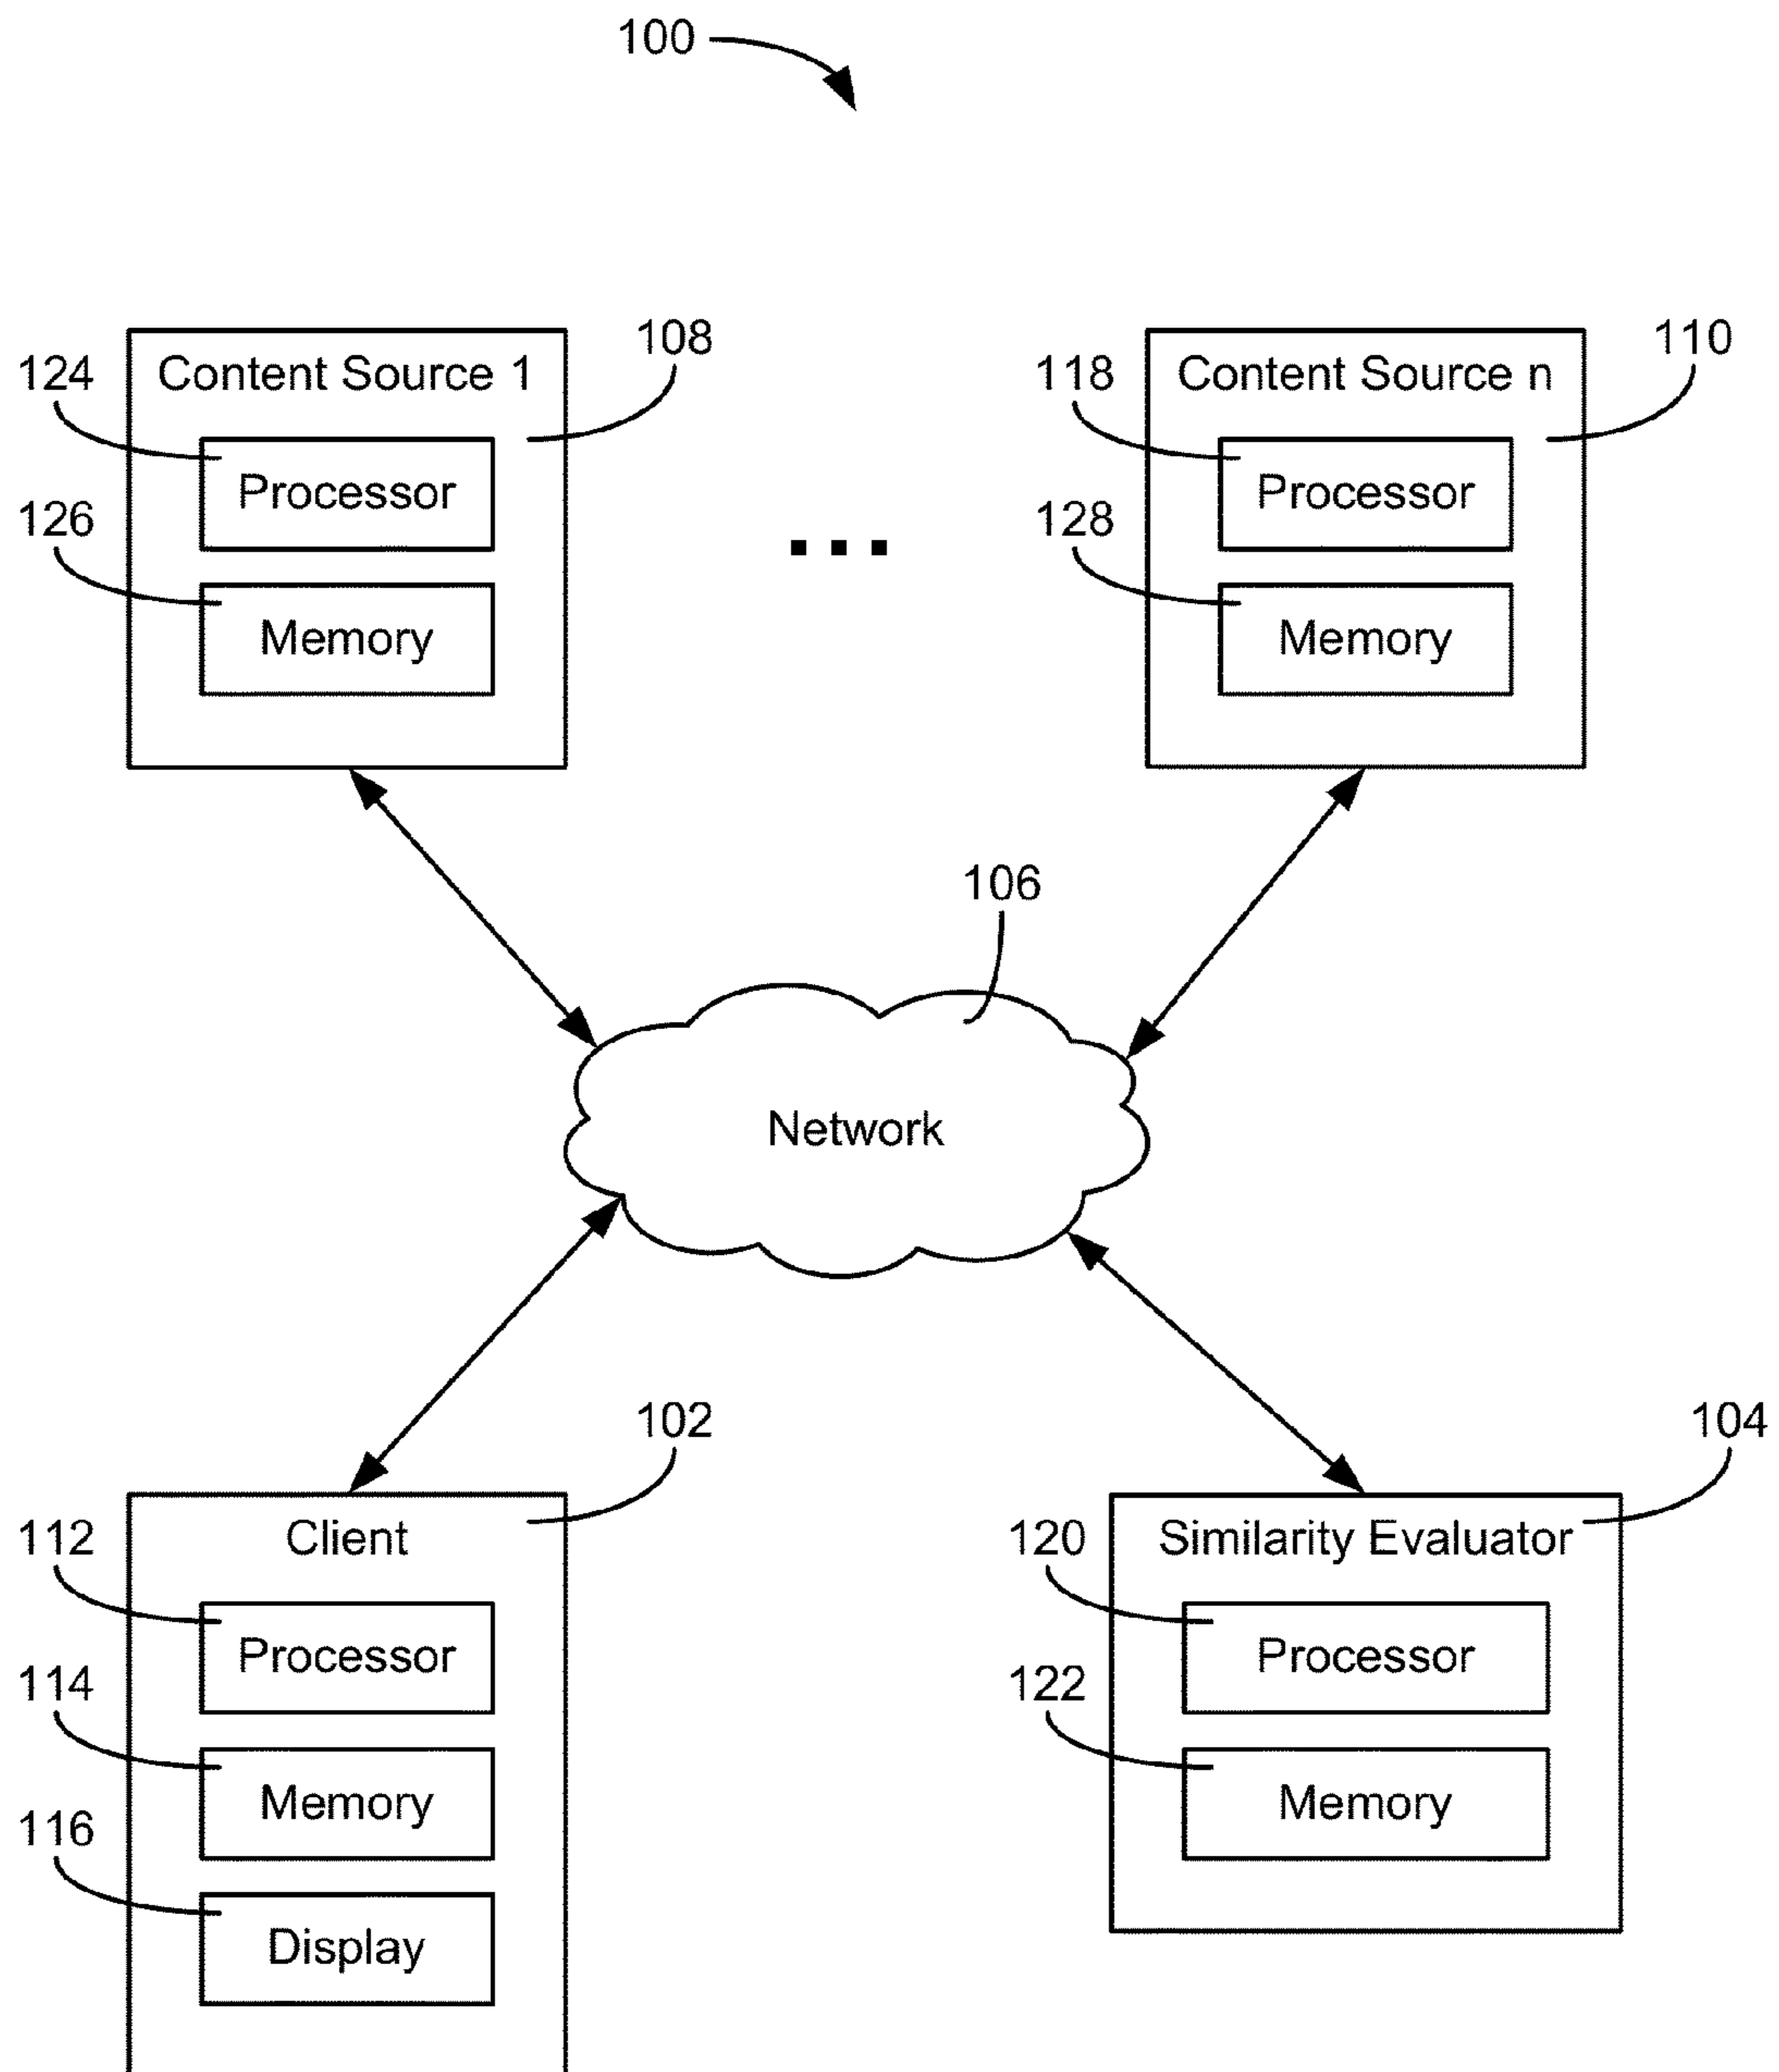 100
Content Source 1
108
124
Processor
126
Memory
...
Content Source n
110
118
Processor
128
Memory
106
Network
Client
102
112
Processor
114
Memory
116
Display
Similarity Evaluator
104
120
Processor
122
Memory